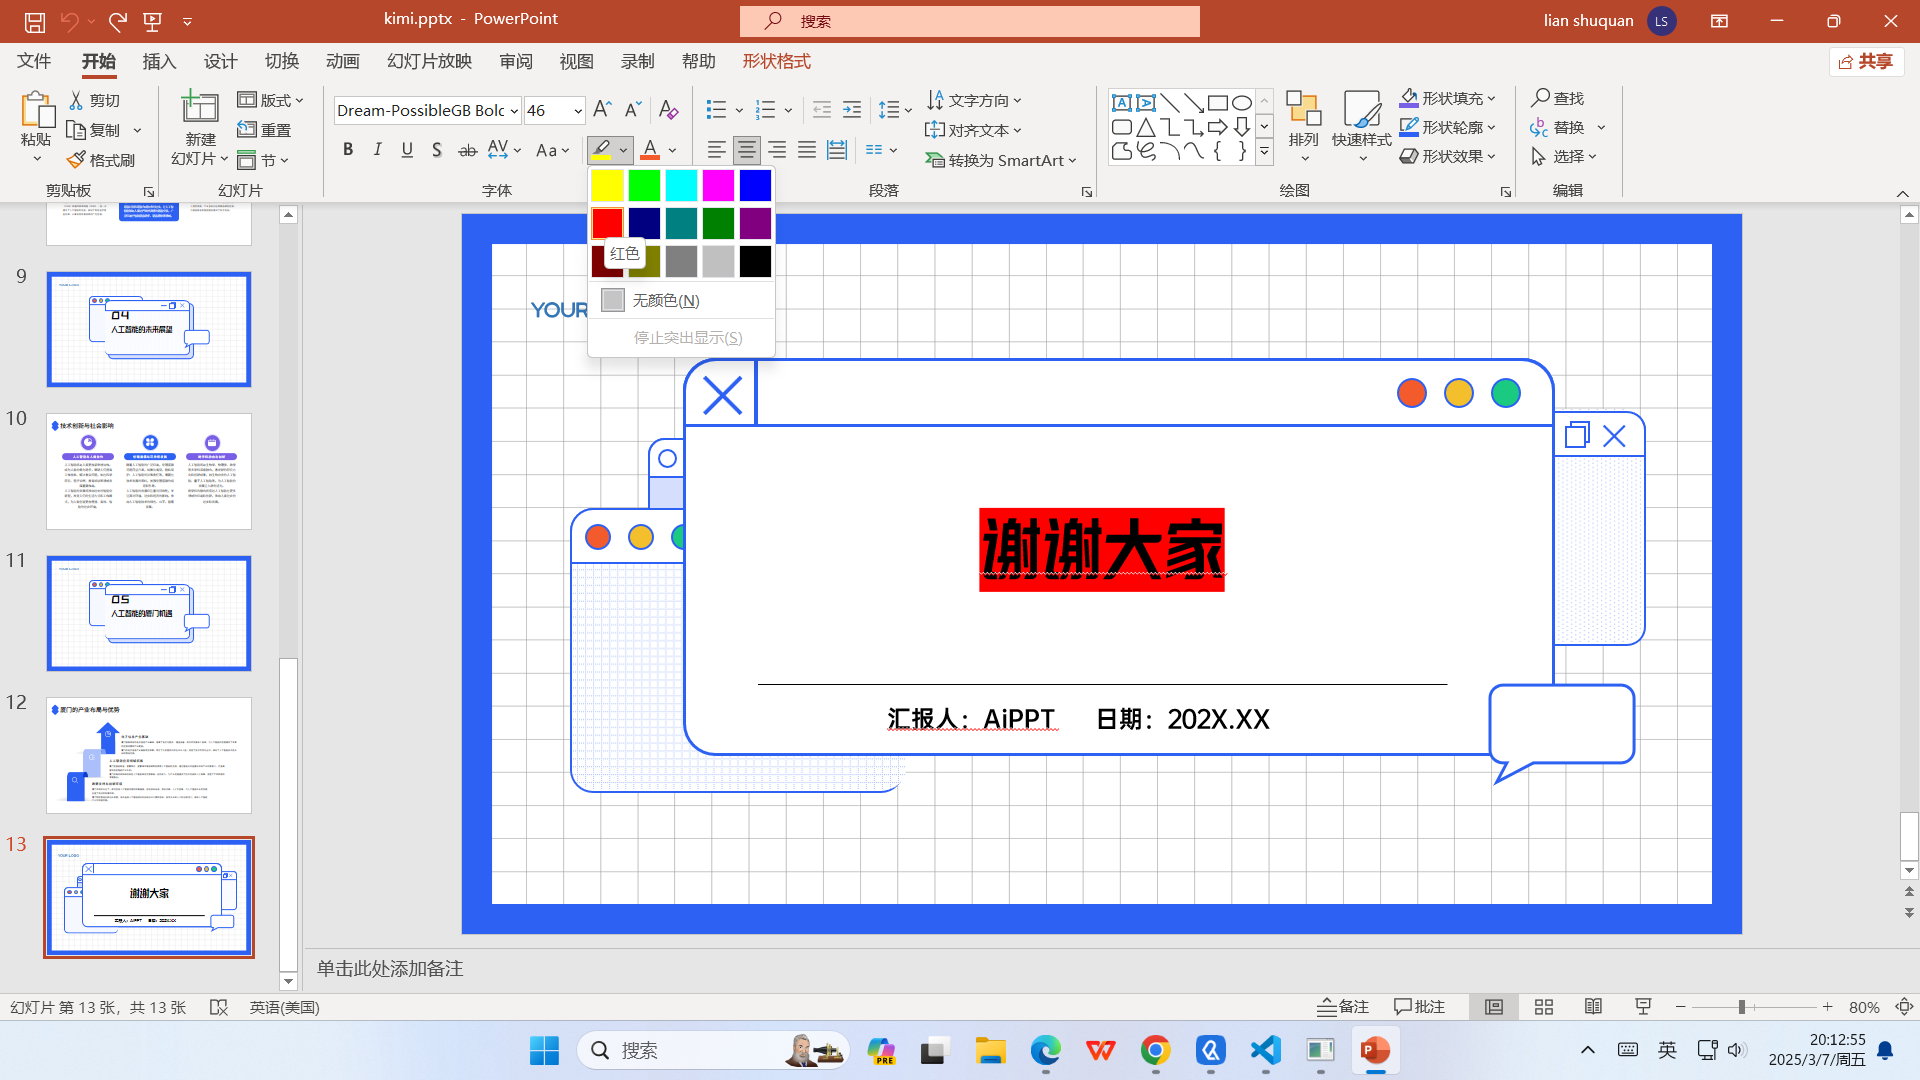 kimi.pptx - PowerPoint
搜索
lian shuquan
LS
文件
开始
插入
设计
切换
动画
幻灯片放映
审阅
视图
录制
帮助
形状格式
共享
粘贴
剪切
复制
格式刷
剪贴板
新建
幻灯片
版式
重置
节
幻灯片
Dream-PossibleGB Bolc
46
字体
文字方向
对齐文本
转换为 SmartArt
段落
排列
快速样式
形状填充
形状轮廓
形状效果
绘图
查找
替换
选择
编辑
红色
无颜色(N)
停止突出显示(S)
9
04
人工智能的未来展望
10
技术创新与社会影响
11
05
人工智能的厦门机遇
12
厦门的产业布局与优势
13
谢谢大家
YOUR
谢谢大家
汇报人：AiPPT 日期：202X.XX
单击此处添加备注
幻灯片 第 13 张，共 13 张
英语(美国)
备注
批注
80%
搜索
PRE
英
20:12:55
2025/3/7/周五